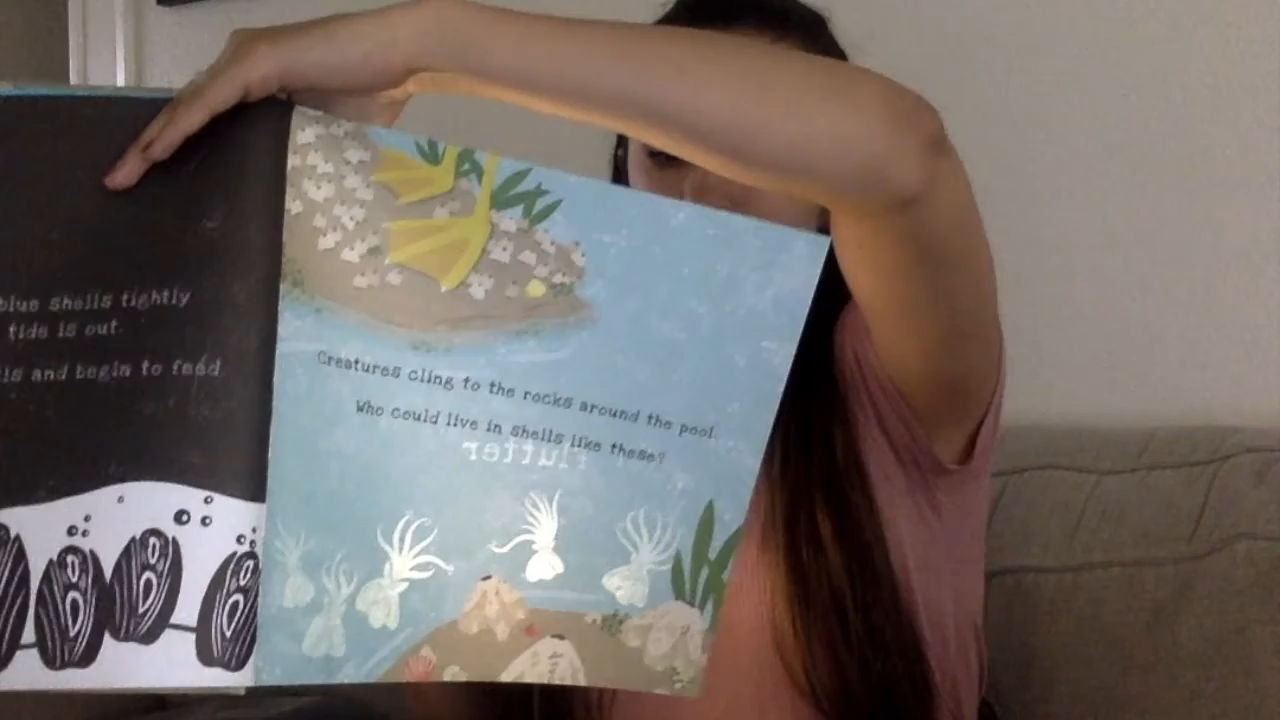 blue shells tightly
tide is out.
and begin to feed
Creatures cling to the rocks around the pool.
Who could live in shells like these?
flutter